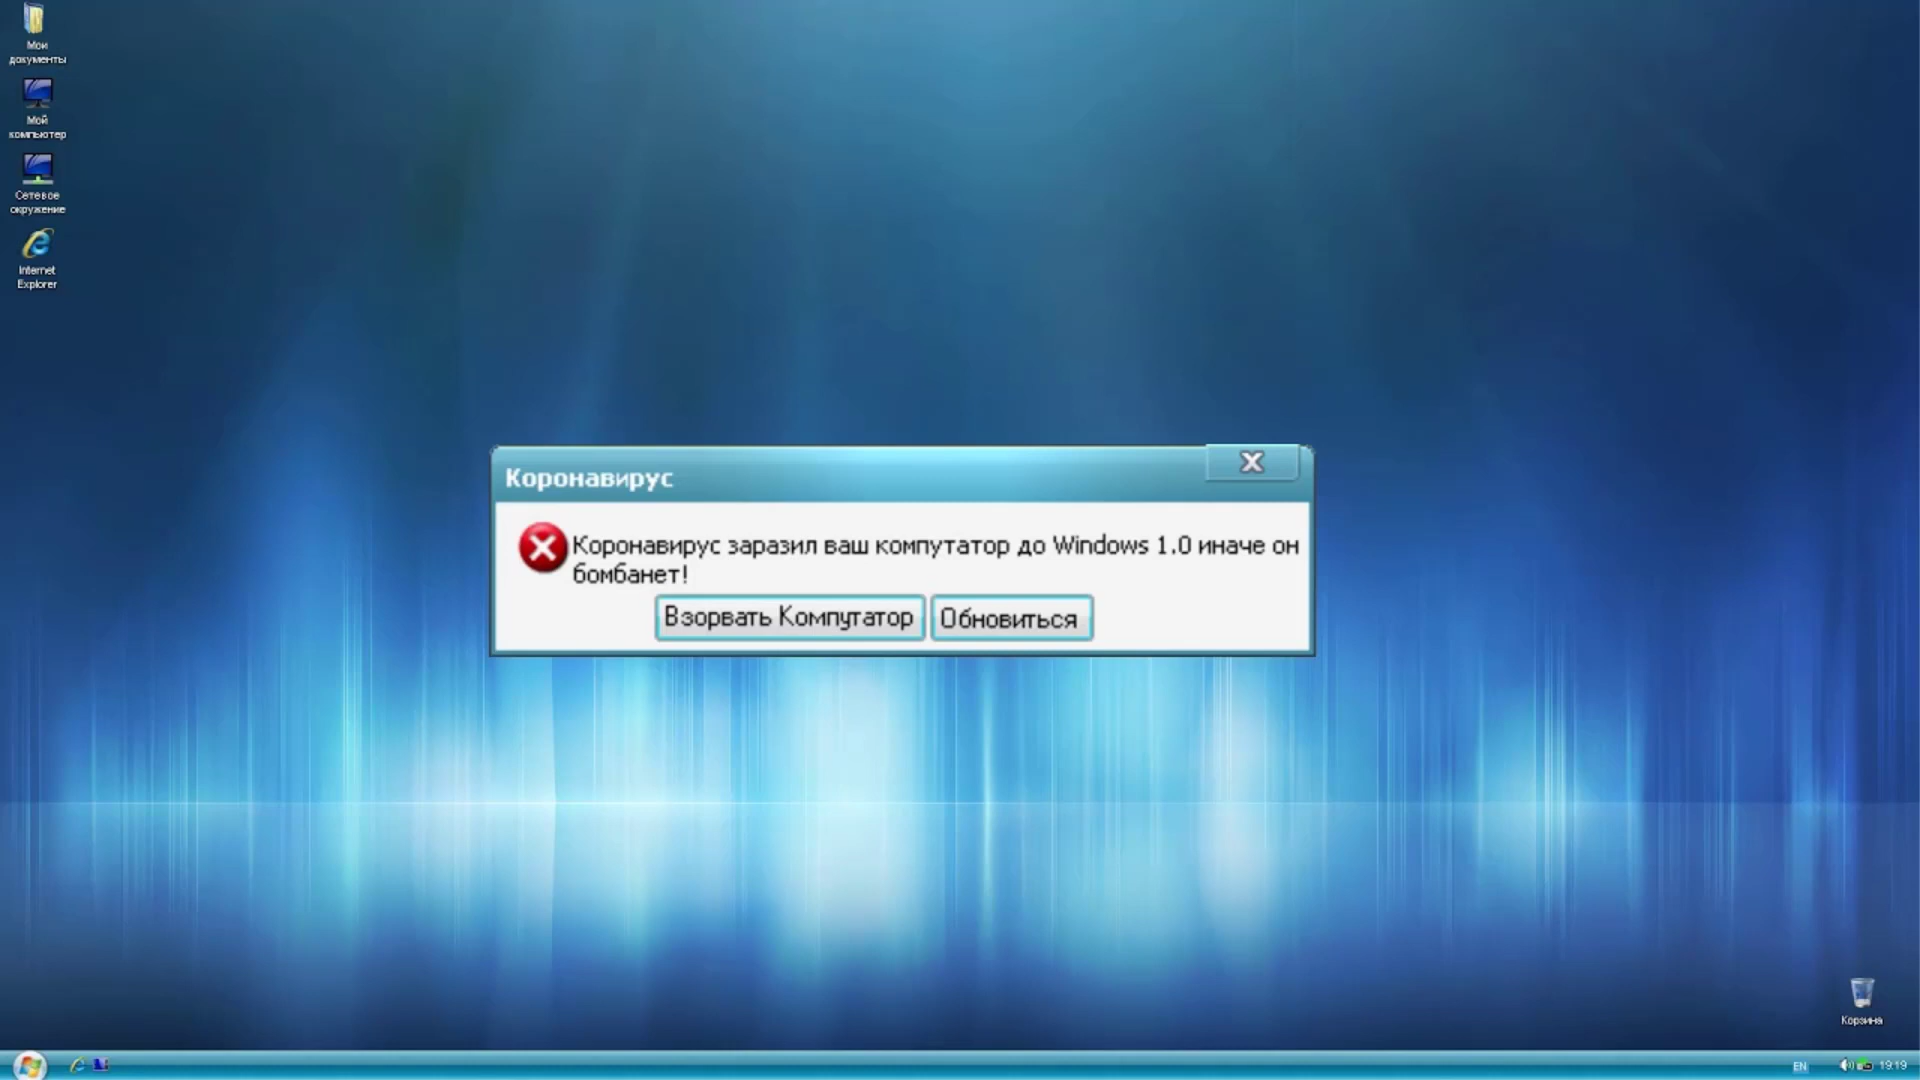 Мои
документы
Мой
компьютер
Сетевое
окружение
Internet
Explorer
Коронавирус
Коронавирус заразил ваш компутатор до Windows 1.0 иначе он
бомбанет!
Взорвать Компутатор
Обновиться
Корзина
EN
19:19